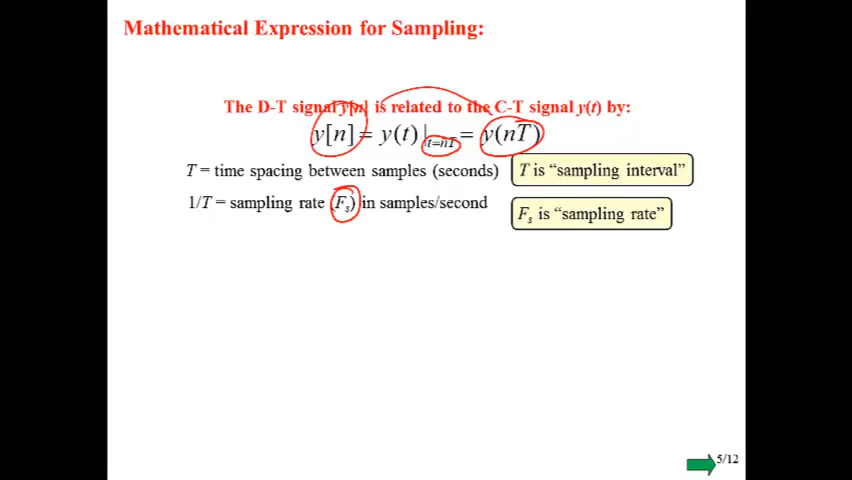 Mathematical Expression for Sampling:
The D-T signal y[n] is related to the C-T signal y(t) by:
y[n] = y(t)|t=nT = y(nT)
T = time spacing between samples (seconds)
T is “sampling interval”
1/T = sampling rate (Fs) in samples/second
Fs is “sampling rate”
5/12